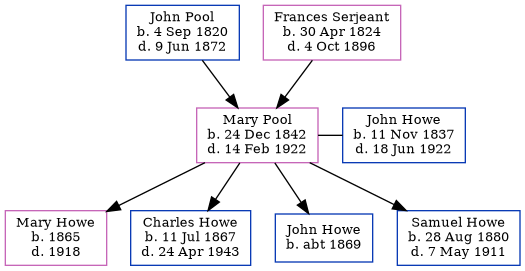 John Pool
b. 4 Sep 1820
d. 9 Jun 1872
Frances Serjeant
b. 30 Apr 1824
d. 4 Oct 1896
Mary Pool
b. 24 Dec 1842
d. 14 Feb 1922
John Howe
b. 11 Nov 1837
d. 18 Jun 1922
Mary Howe
b. 1865
d. 1918
Charles Howe
b. 11 Jul 1867
d. 24 Apr 1943
John Howe
b. abt 1869
Samuel Howe
b. 28 Aug 1880
d. 7 May 1911